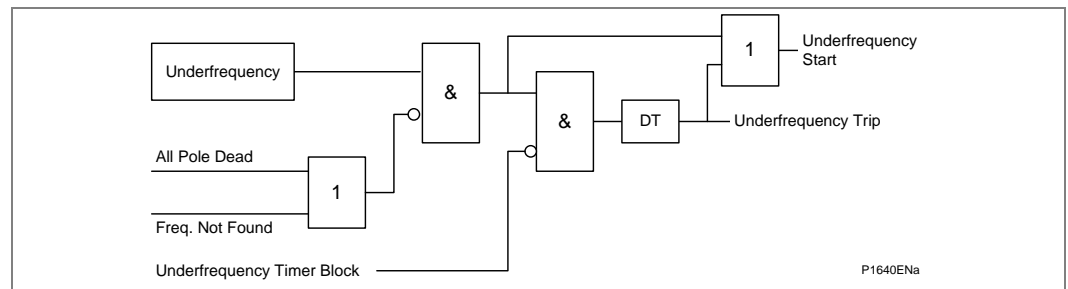 Underfrequency
All Pole Dead
Freq. Not Found
Underfrequency Timer Block
1
&
&
DT
1
Underfrequency
Start
Underfrequency Trip
P1640ENa